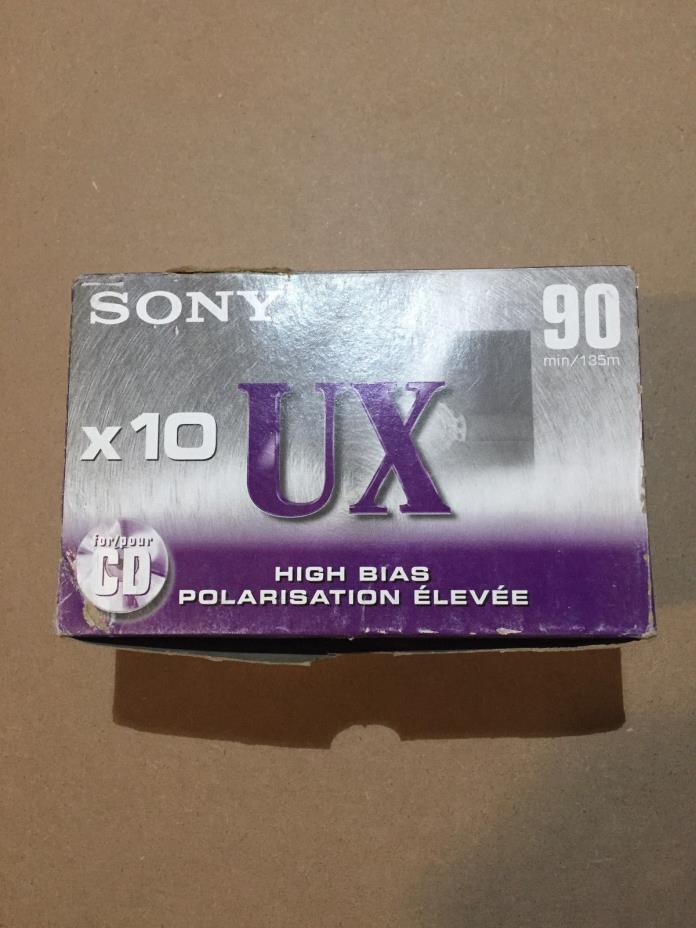 SONY
90
min/135m
x10
UX
for/pour
CD
HIGH BIAS
POLARISATION ÉLEVÉE